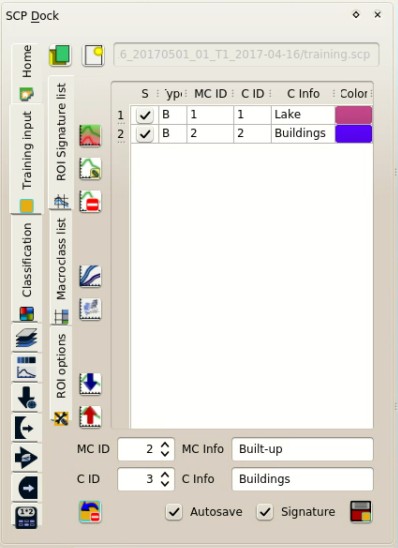 SCP Dock
Home
Training input
Classification
ROI Signature list
Macroclass list
ROI options
6_20170501_01_T1_2017-04-16/training.scp
S Type MC ID C ID C Info Color
1 B 1 1 Lake
2 B 2 2 Buildings
MC ID 2 MC Info Built-up
C ID 3 C Info Buildings
Autosave Signature